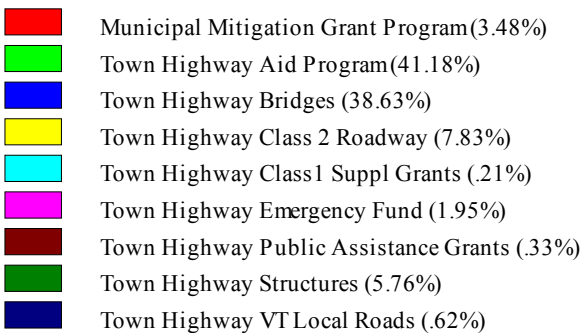 Municipal Mitigation Grant Program (3.48%)
Town Highway Aid Program (41.18%)
Town Highway Bridges (38.63%)
Town Highway Class 2 Roadway (7.83%)
Town Highway Class1 Suppl Grants (.21%)
Town Highway Emergency Fund (1.95%)
Town Highway Public Assistance Grants (.33%)
Town Highway Structures (5.76%)
Town Highway VT Local Roads (.62%)